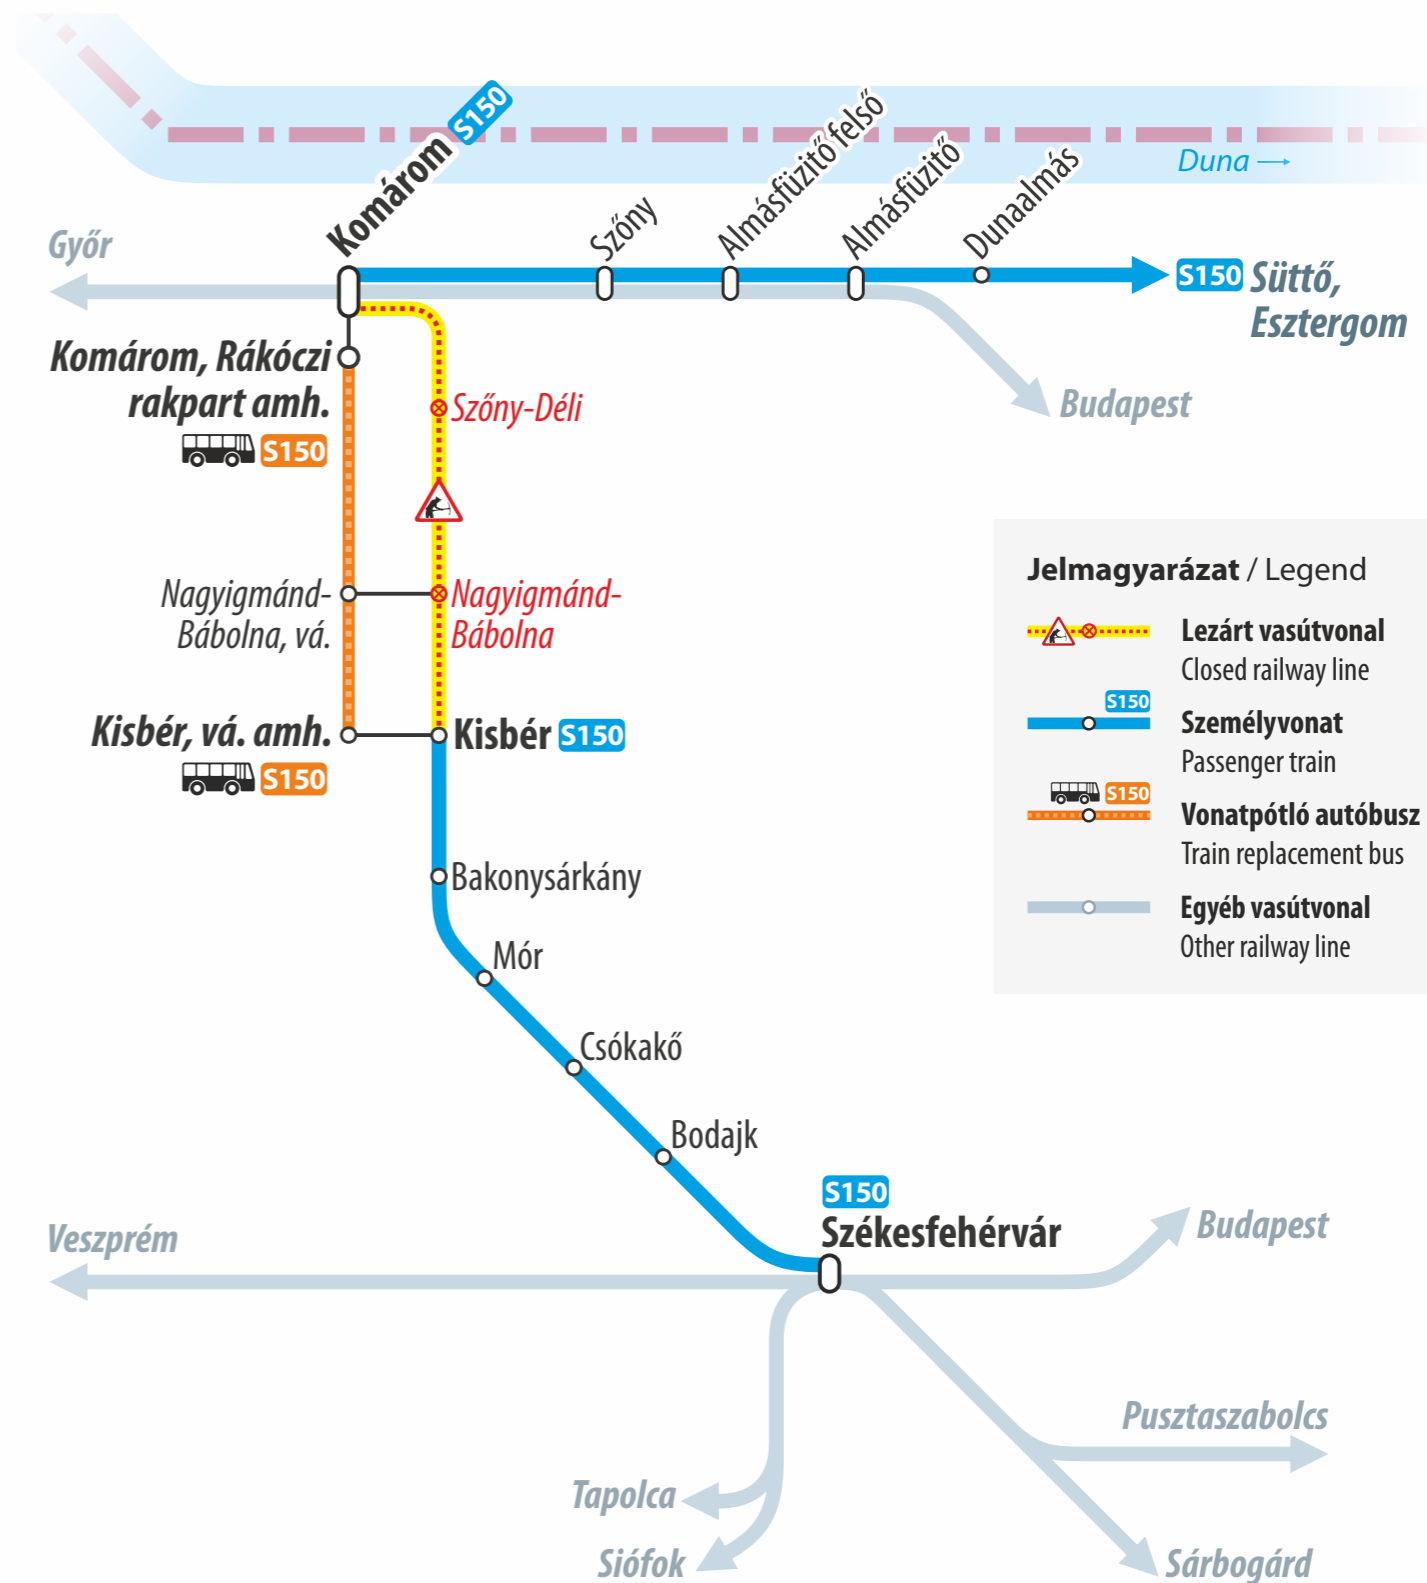 Komárom S150
Duna →
Győr
Szőny
Almásfüzitő felső
Almásfüzitő
Dunaalmás
S150 Süttő,
Esztergom
Budapest
Komárom, Rákóczi
rakpart amh.
S150
Szőny-Déli
Nagyigmánd-
Bábolna, vá.
Nagyigmánd-
Bábolna
Kisbér, vá. amh.
S150
Kisbér S150
Jelmagyarázat / Legend
Lezárt vasútvonal
Closed railway line
S150
Személyvonat
Passenger train
S150
Vonatpótló autóbusz
Train replacement bus
Egyéb vasútvonal
Other railway line
Bakonysárkány
Mór
Csókakő
Bodajk
S150
Székesfehérvár
Veszprém
Budapest
Pusztaszabolcs
Tapolca
Siófok
Sárbogárd